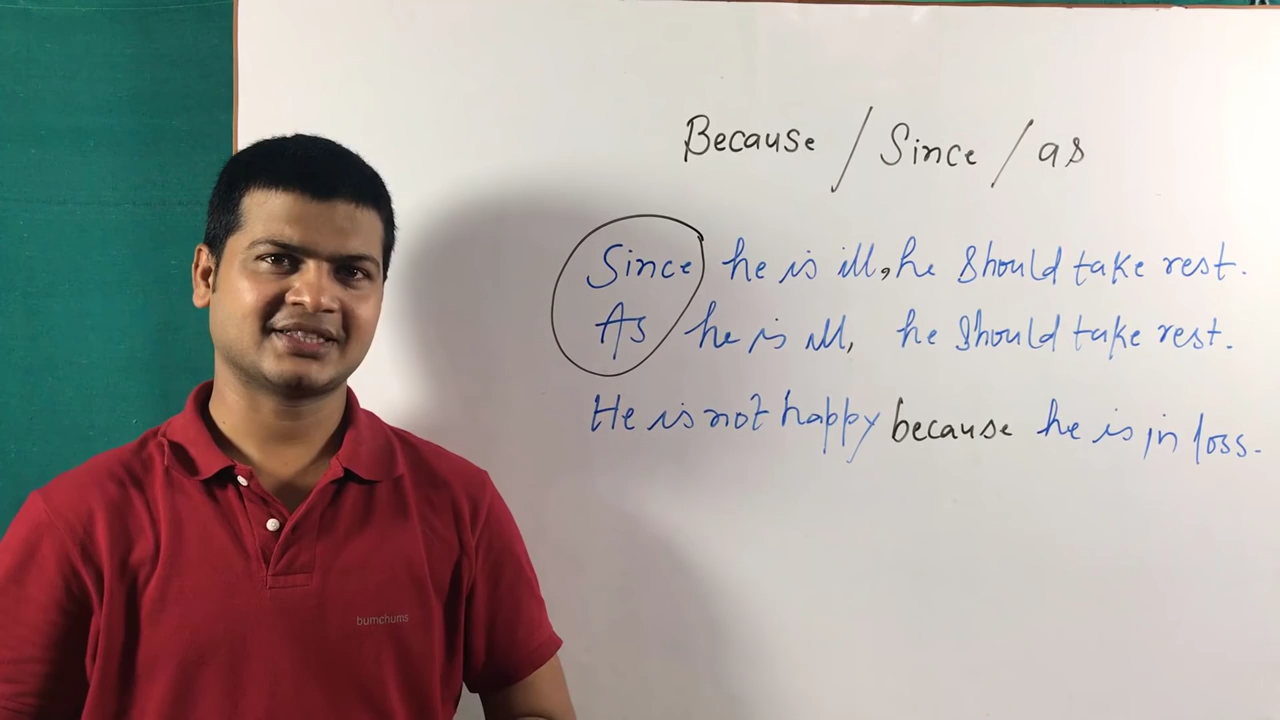 Because / Since / as
Since he is ill, he should take rest.
As he is ill, he should take rest.
He is not happy because he is in loss.
bumchums